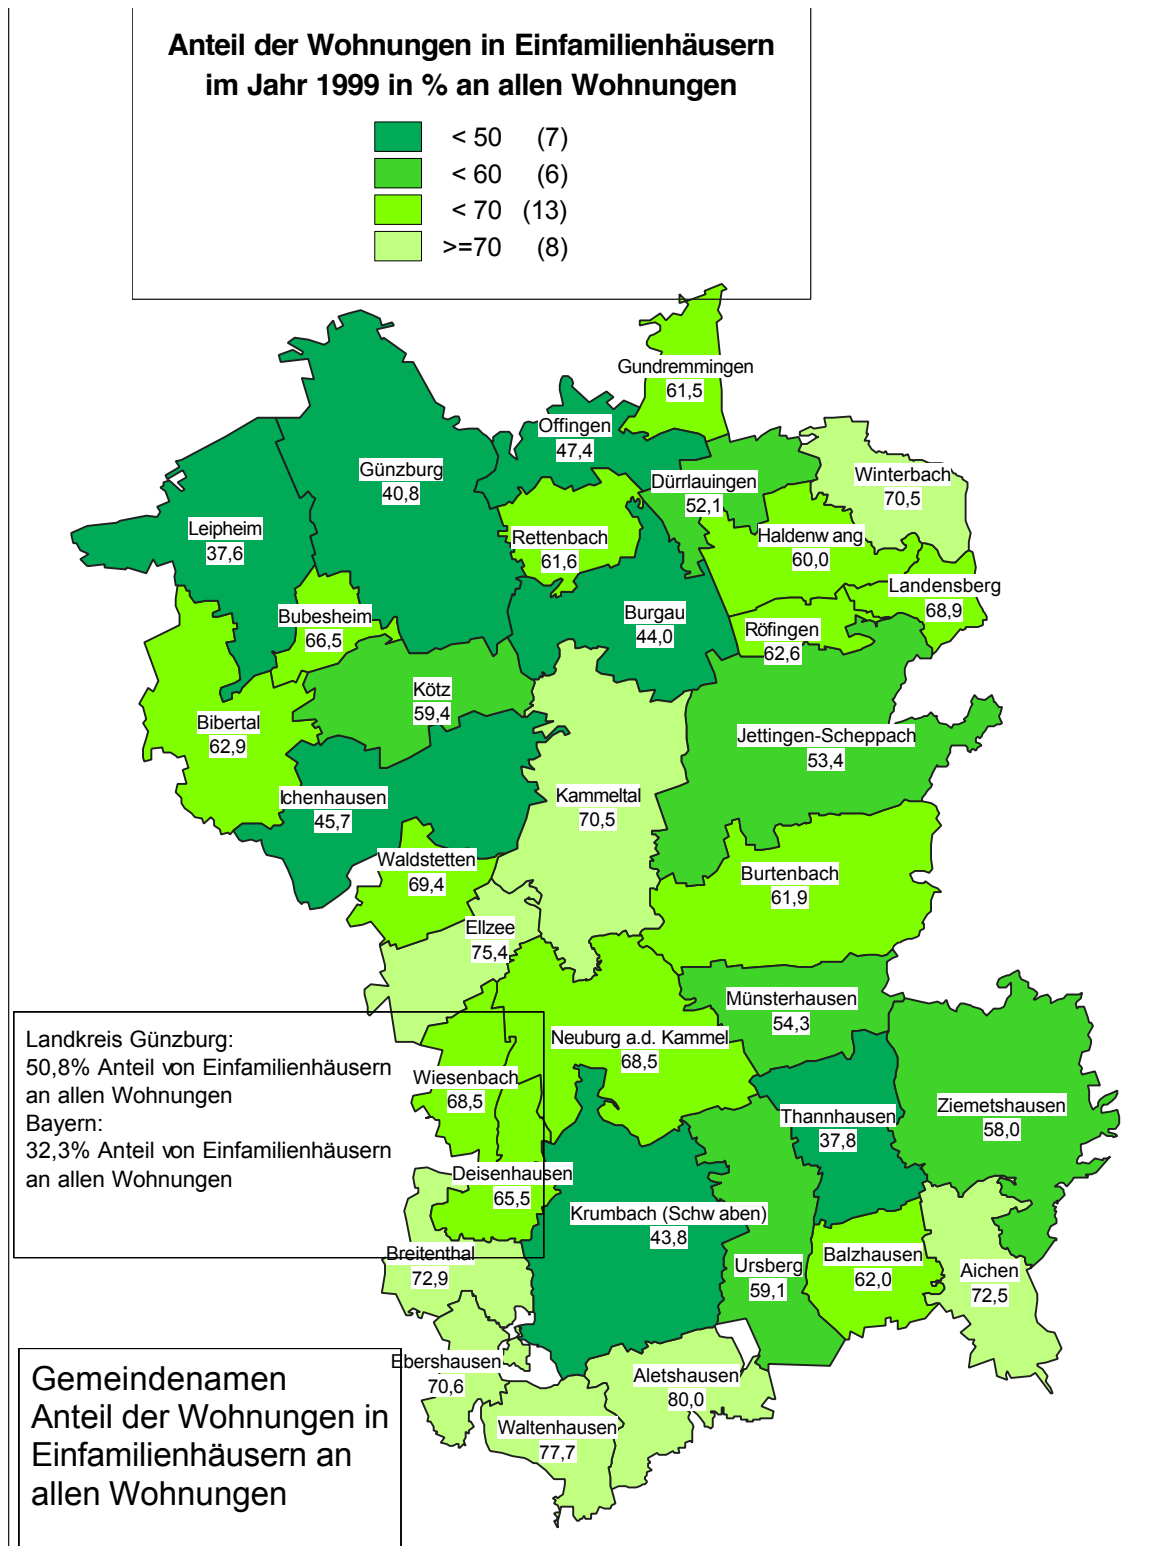 Anteil der Wohnungen in Einfamilienhäusern
im Jahr 1999 in % an allen Wohnungen
< 50 (7)
< 60 (6)
< 70 (13)
>=70 (8)
Gundremmingen
61,5
Offingen
47,4
Günzburg
40,8
Dürrlauingen
52,1
Winterbach
70,5
Leipheim
37,6
Rettenbach
61,6
Haldenw ang
60,0
Landensberg
68,9
Bubesheim
66,5
Burgau
44,0
Röfingen
62,6
Kötz
59,4
Bibertal
62,9
Jettingen-Scheppach
53,4
Ichenhausen
45,7
Kammeltal
70,5
Waldstetten
69,4
Burtenbach
61,9
Ellzee
75,4
Münsterhausen
54,3
Neuburg a.d. Kammel
68,5
Landkreis Günzburg:
50,8% Anteil von Einfamilienhäusern
an allen Wohnungen
Bayern:
32,3% Anteil von Einfamilienhäusern
an allen Wohnungen
Wiesenbach
68,5
Thannhausen
37,8
Ziemetshausen
58,0
Deisenhausen
65,5
Krumbach (Schw aben)
43,8
Breitenthal
72,9
Ursberg
59,1
Balzhausen
62,0
Aichen
72,5
Ebershausen
70,6
Aletshausen
80,0
Waltenhausen
77,7
Gemeindenamen
Anteil der Wohnungen in
Einfamilienhäusern an
allen Wohnungen